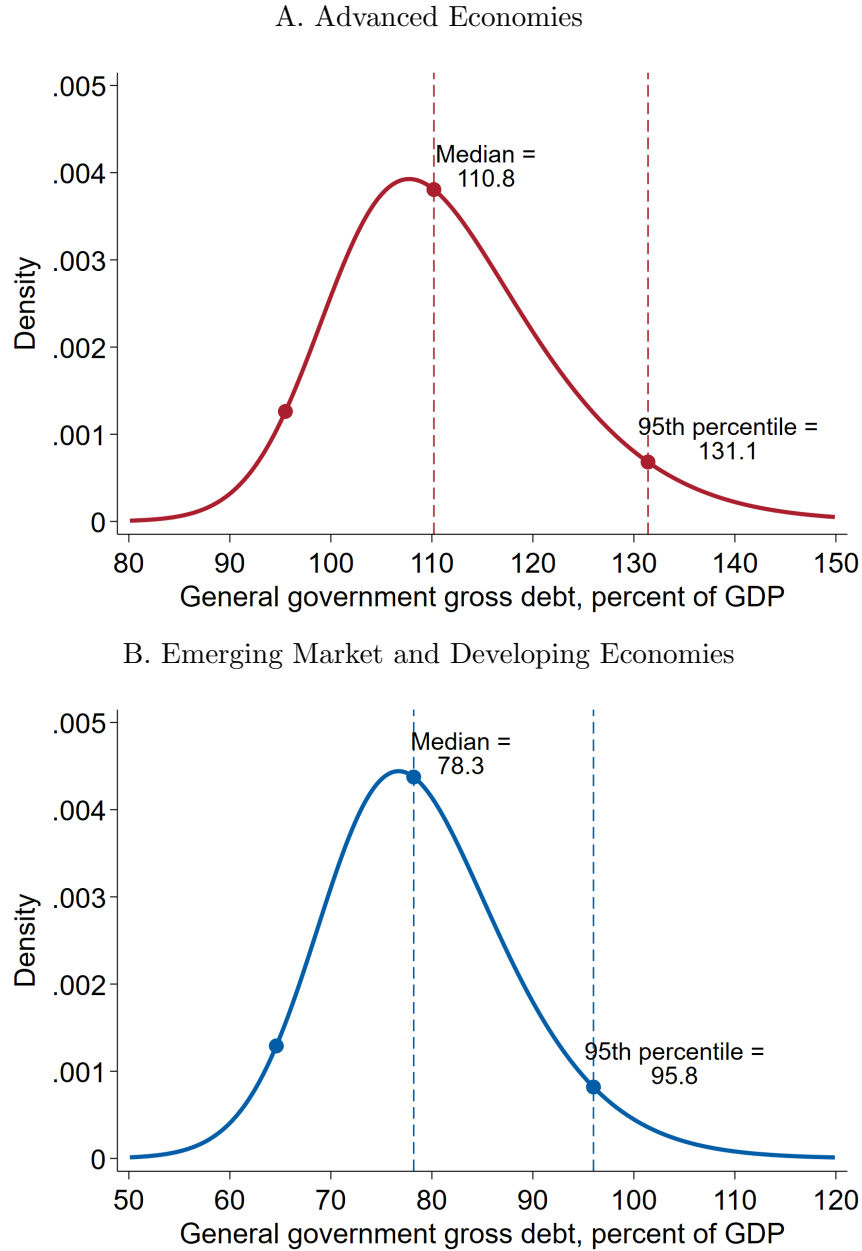 A. Advanced Economies
.005
.004
.003
.002
.001
0
Density
Median =
110.8
95th percentile =
131.1
80 90 100 110 120 130 140 150
General government gross debt, percent of GDP
B. Emerging Market and Developing Economies
.005
.004
.003
.002
.001
0
Density
Median =
78.3
95th percentile =
95.8
50 60 70 80 90 100 110 120
General government gross debt, percent of GDP